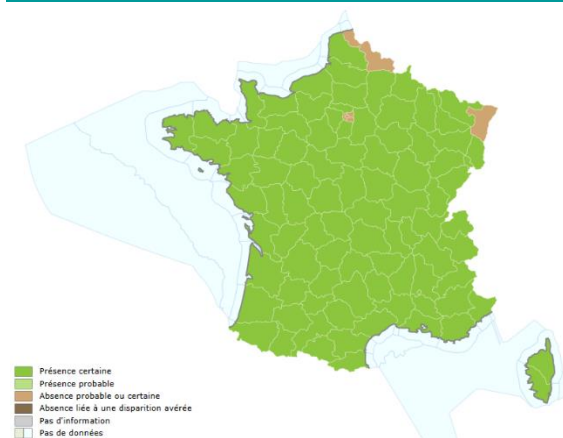 Présence certaine
Présence probable
Absence probable ou certaine
Absence liée à une disparition avérée
Pas d'information
Pas de données